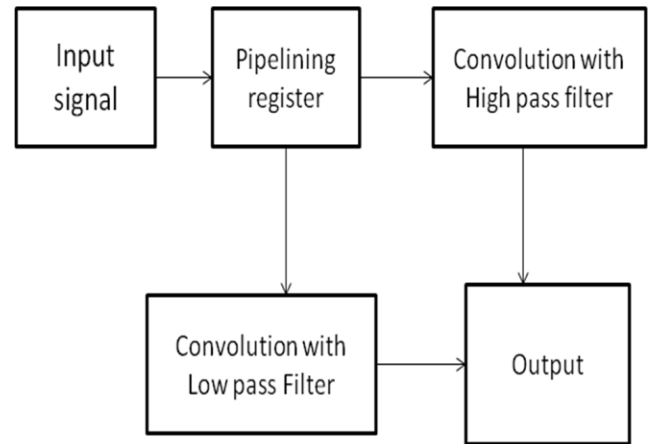 Input
signal
Pipelining
register
Convolution with
High pass filter
Convolution with
Low pass Filter
Output